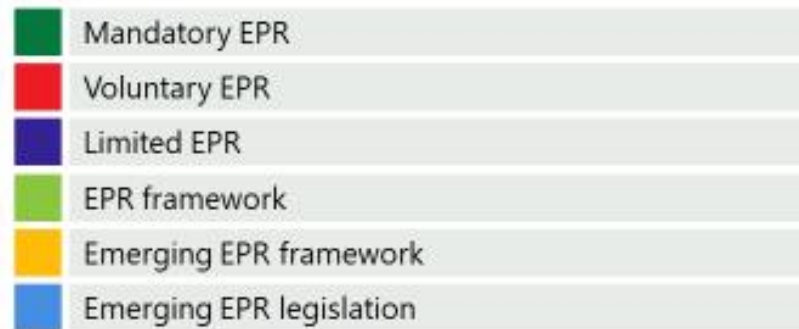 Mandatory EPR
Voluntary EPR
Limited EPR
EPR framework
Emerging EPR framework
Emerging EPR legislation